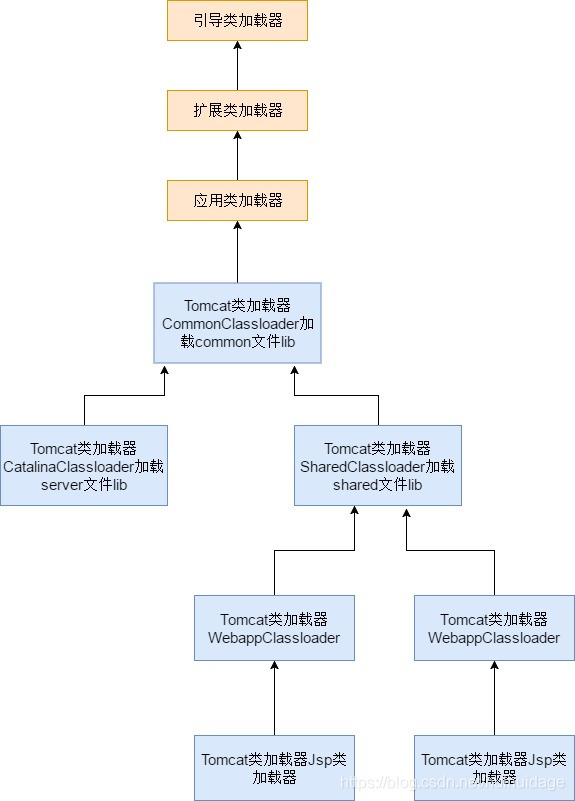 引导类加载器
扩展类加载器
应用类加载器
Tomcat类加载器
CommonClassloader加
载common文件lib
Tomcat类加载器
CatalinaClassloader加载
server文件lib
Tomcat类加载器
SharedClassloader加载
shared文件lib
Tomcat类加载器
WebappClassloader
Tomcat类加载器
WebappClassloader
Tomcat类加载器Jsp类
加载器
Tomcat类加载器Jsp类
加载器